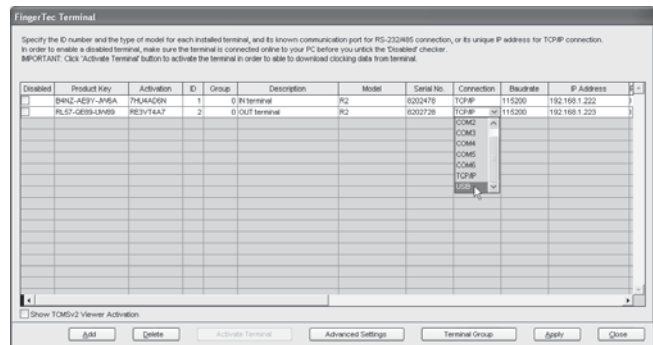 FingerTec Terminal
Specify the ID number and the type of model for each installed terminal, and its known communication port for RS-232/485 connection, or its unique IP address for TCP/IP connection.
In order to enable a disabled terminal, make sure the terminal is connected online to your PC before you untick the 'Disabled' checker.
IMPORTANT: Click 'Activate Terminal' button to activate the terminal in order to able to download clocking data from terminal.
Disabled Product Key Activation ID Group Description Model Serial No. Connection Baudrate IP Address
B4NZ-AE9Y-JW6A 7HU4AD6N 1 0 IN terminal R2 6202478 TCP/IP 115200 192.168.1.222
RL57-QE89-UW89 RE3VT4A7 2 0 OUT terminal R2 6202728 TCP/IP 115200 192.168.1.223
COM2
COM3
COM4
COM5
COM6
TCP/IP
USB
Show TCMSv2 Viewer Activation
Add Delete Activate Terminal Advanced Settings Terminal Group Apply Close